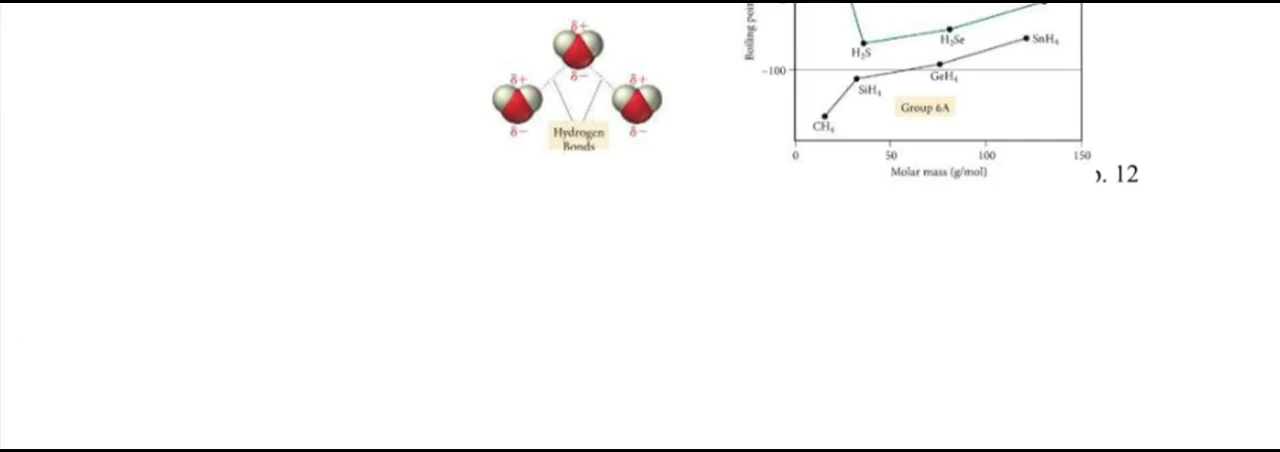 δ+
δ−
δ+
δ+
δ−
δ−
Hydrogen
Bonds
H₂S
H₂Se
SnH₄
−100
GeH₄
SiH₄
Group 6A
CH₄
0
50
100
150
Molar mass (g/mol)
. 12